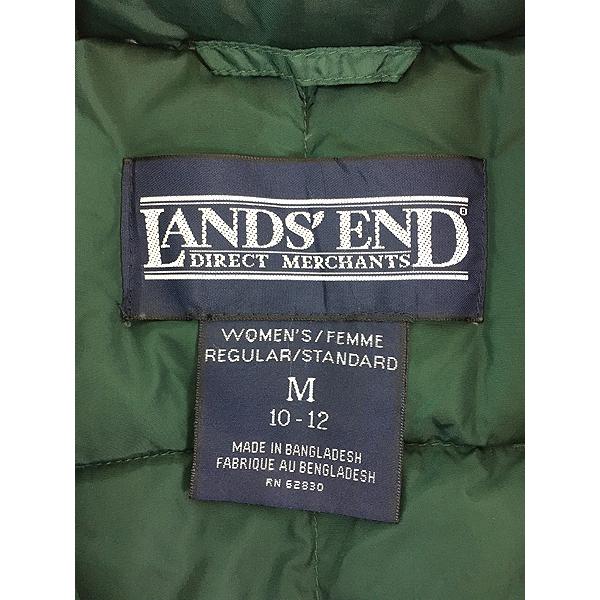 LANDS' END
DIRECT MERCHANTS
WOMEN'S/FEMME
REGULAR/STANDARD
M
10-12
MADE IN BANGLADESH
FABRIQUE AU BENGLADESH
RN 62830